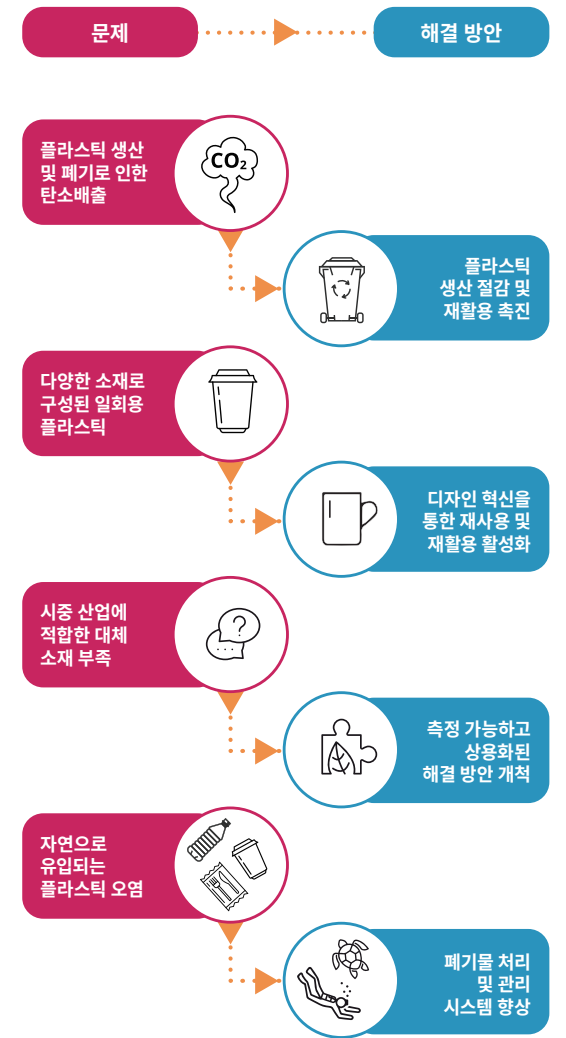 문제
해결 방안
플라스틱 생산
및 폐기로 인한
탄소배출
CO₂
플라스틱
생산 절감 및
재활용 촉진
다양한 소재로
구성된 일회용
플라스틱
디자인 혁신을
통한 재사용 및
재활용 활성화
시중 산업에
적합한 대체
소재 부족
?
측정 가능하고
상용화된
해결 방안 개척
자연으로
유입되는
플라스틱 오염
폐기물 처리
및 관리
시스템 향상